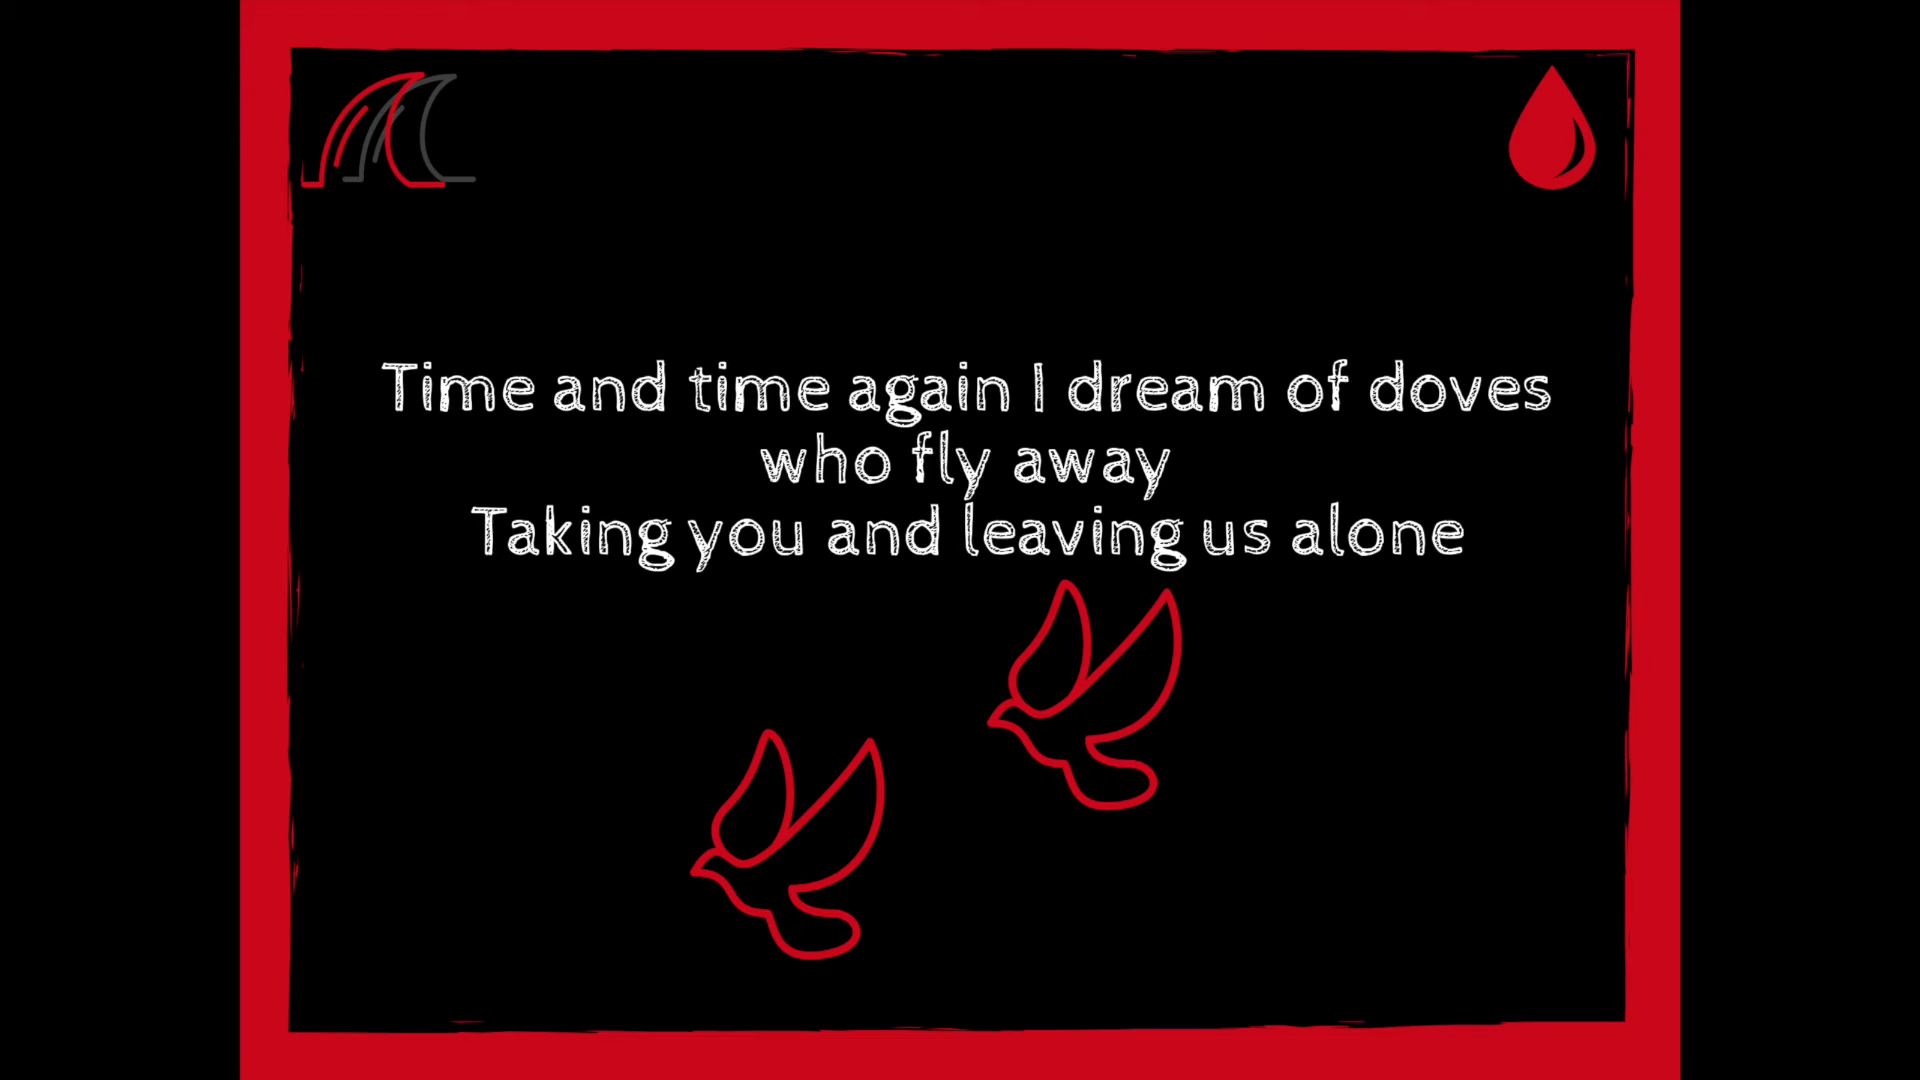 Time and time again I dream of doves
who fly away
Taking you and leaving us alone